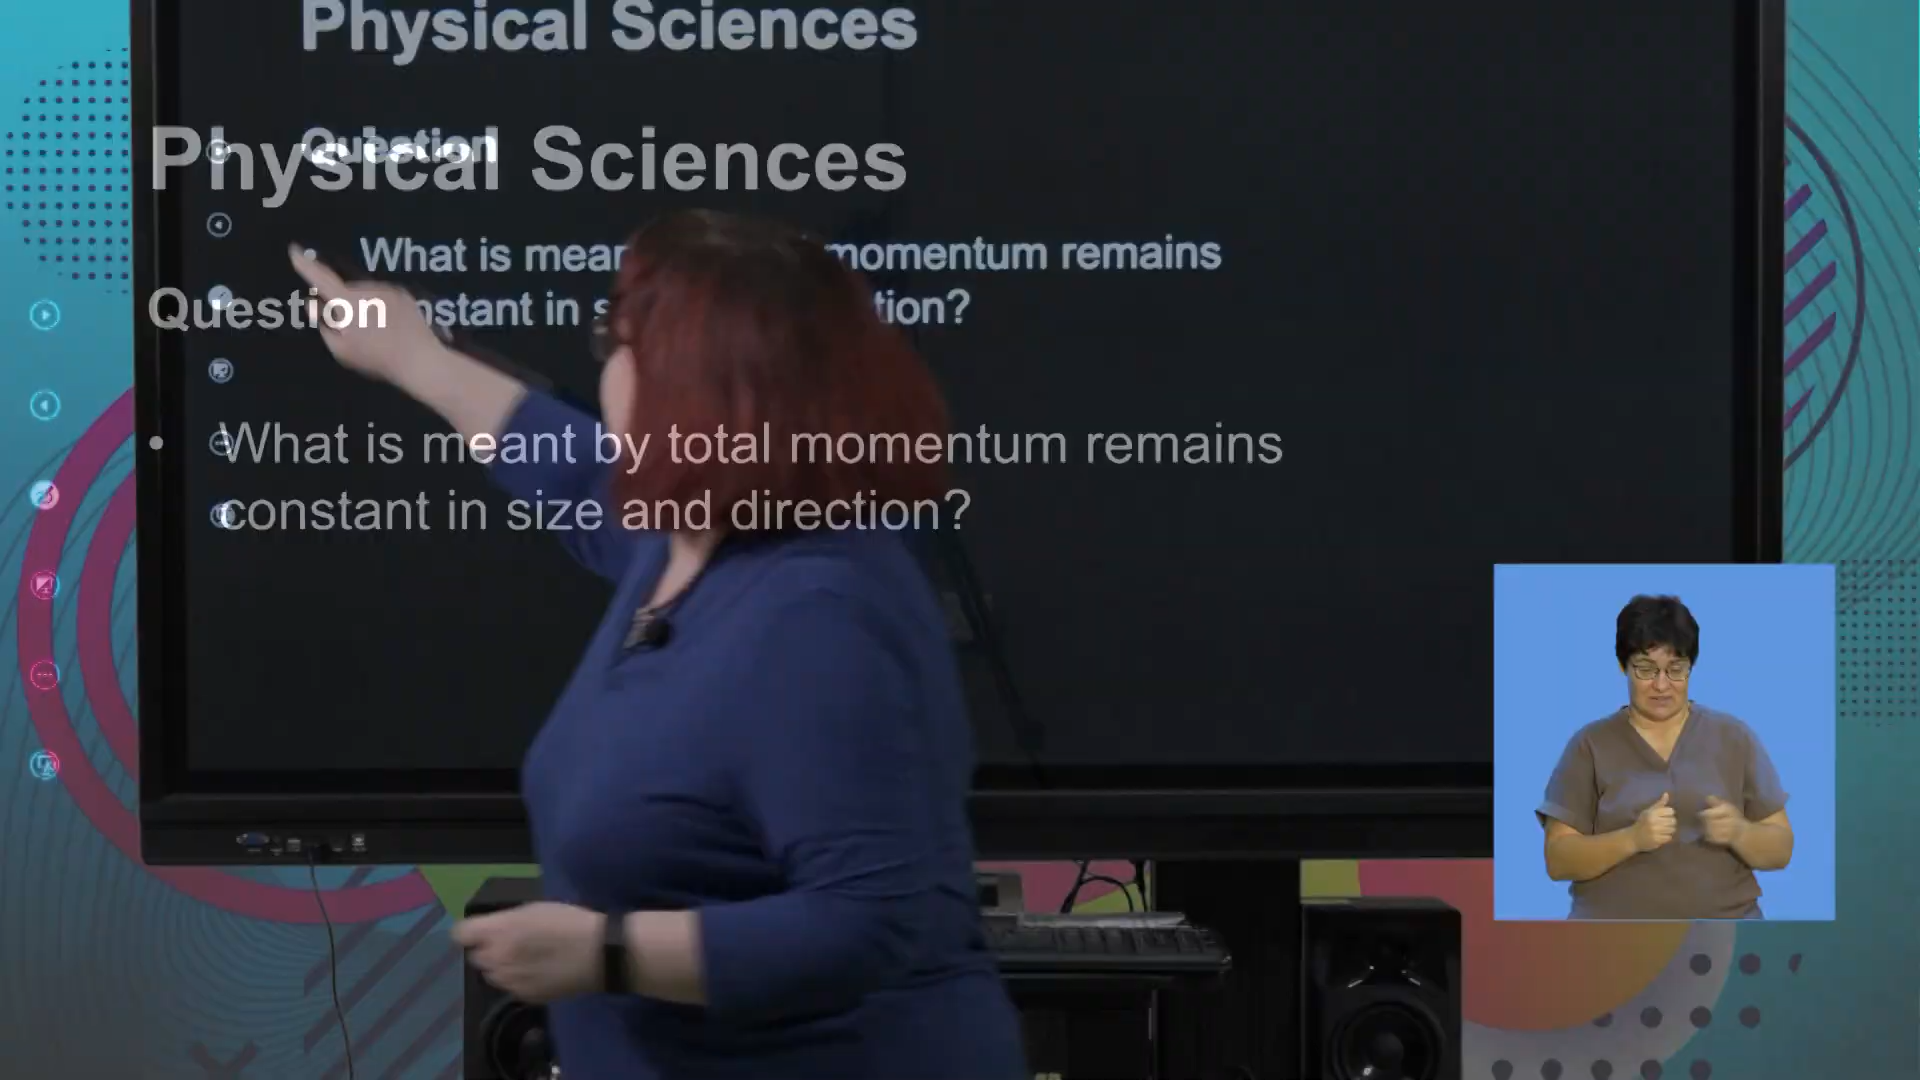 Physical Sciences
Question
What is mean momentum remains
nstant in s tion?
Physical Sciences
Question
• What is meant by total momentum remains
constant in size and direction?